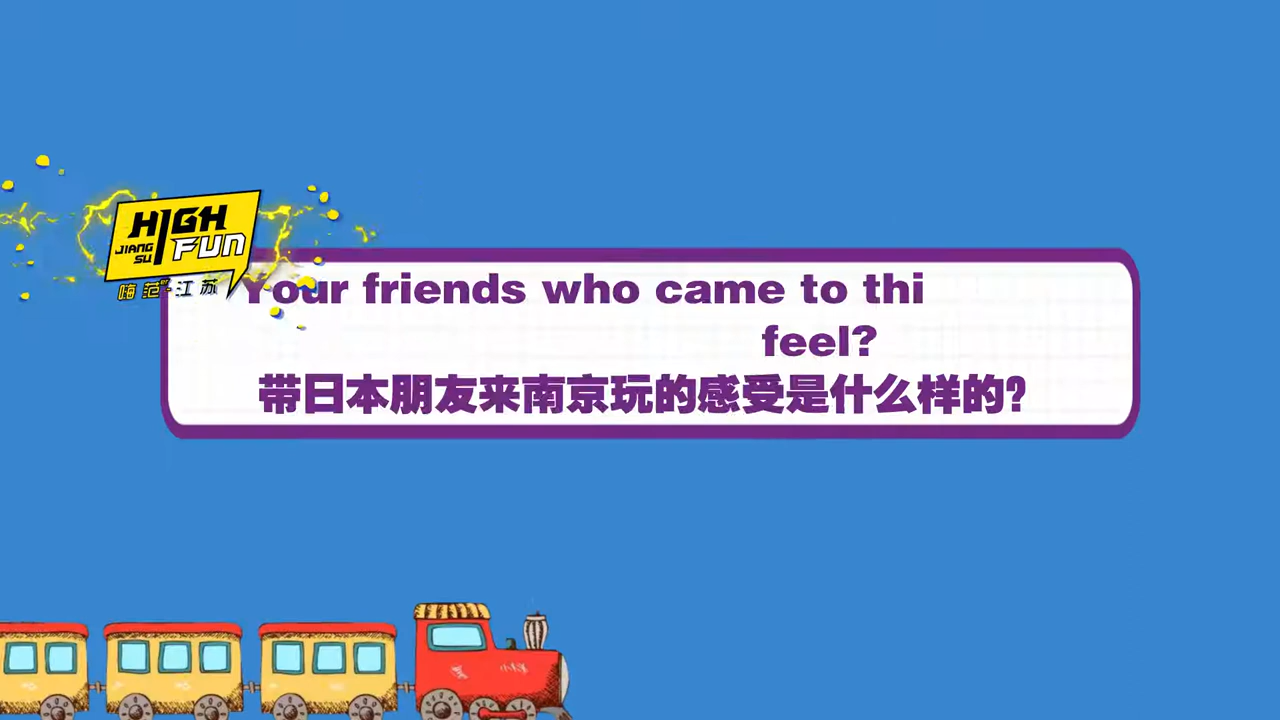 HIGH
JIANG SU FUN
嗨范江苏
Your friends who came to thi
feel?
带日本朋友来南京玩的感受是什么样的?